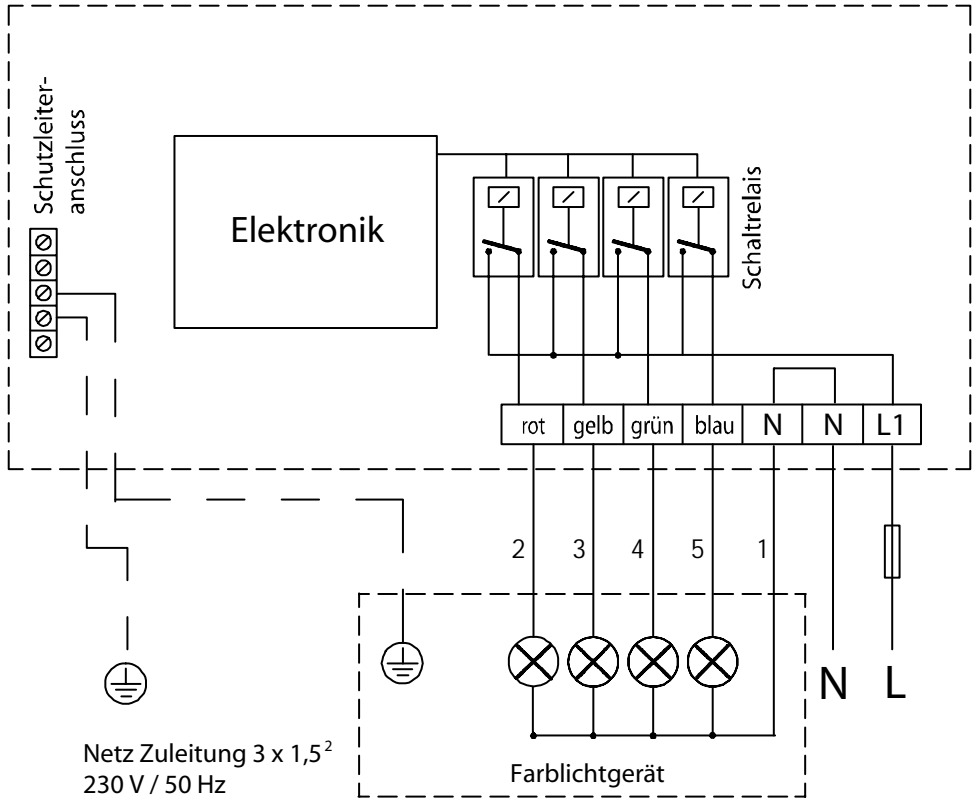 Schutzleiter-
anschluss
Elektronik
Schaltrelais
rot gelb grün blau N N L1
2 3 4 5 1
N L
Netz Zuleitung 3 x 1,5²
230 V / 50 Hz
Farblichtgerät